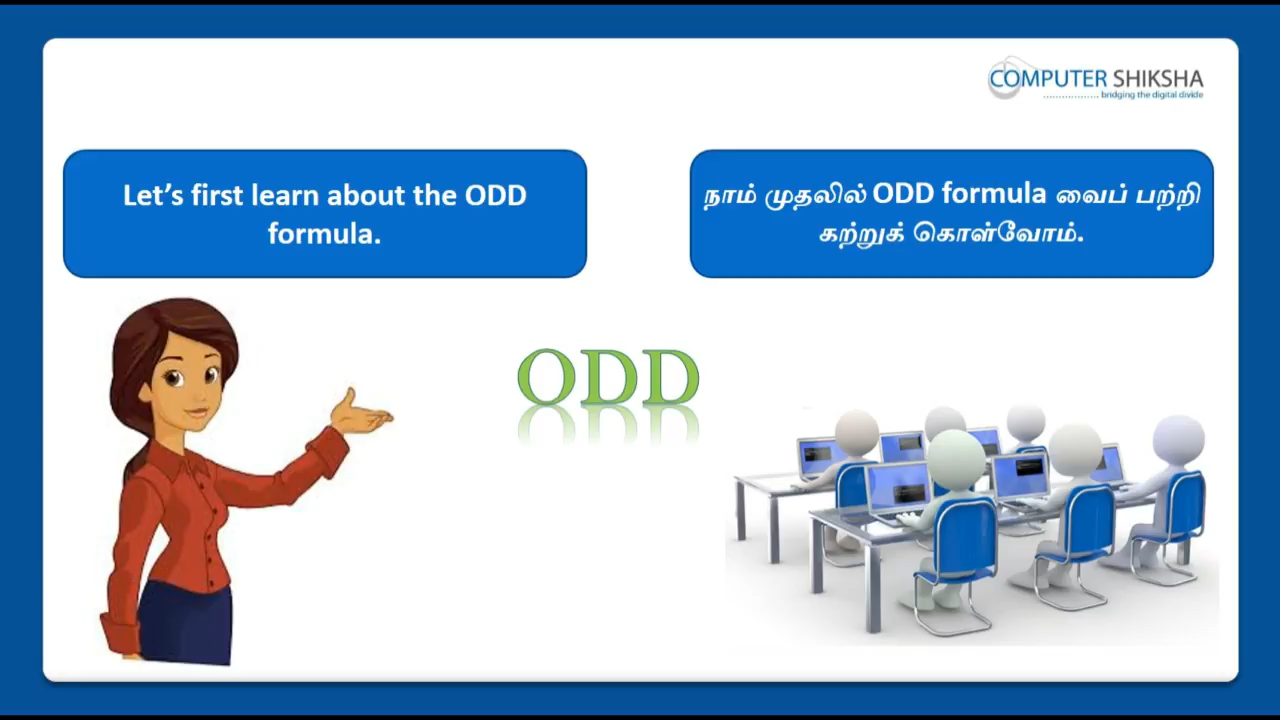 COMPUTER SHIKSHA
bridging the digital divide
Let's first learn about the ODD
formula.
நாம் முதலில் ODD formula வைப் பற்றி
கற்றுக் கொள்வோம்.
ODD